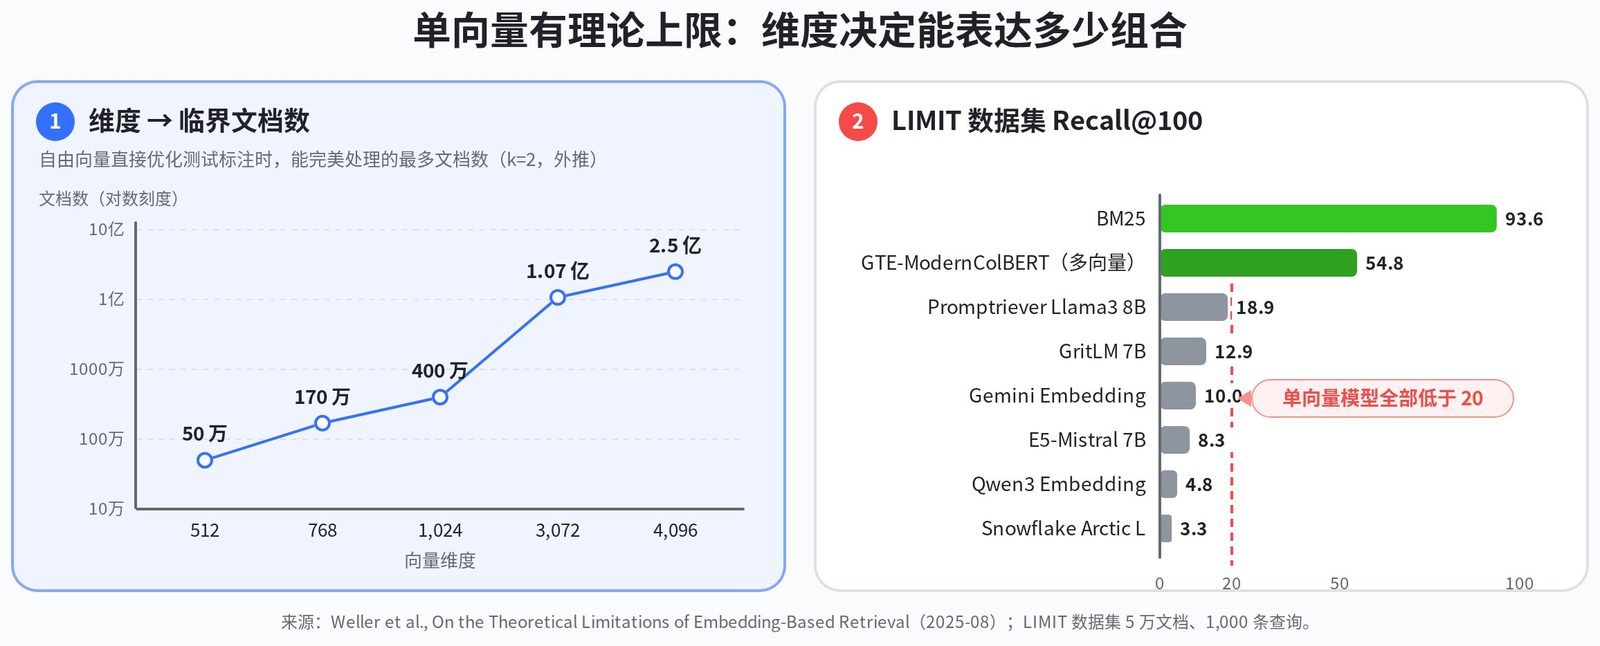 单向量有理论上限：维度决定能表达多少组合
1 维度 → 临界文档数
自由向量直接优化测试标注时，能完美处理的最多文档数（k=2，外推）
文档数（对数刻度）
10亿
1亿
1000万
100万
10万
50 万
170 万
400 万
1.07 亿
2.5 亿
512 768 1,024 3,072 4,096
向量维度
2 LIMIT 数据集 Recall@100
BM25 93.6
GTE-ModernColBERT（多向量） 54.8
Promptriever Llama3 8B 18.9
GritLM 7B 12.9
Gemini Embedding 10.0 单向量模型全部低于 20
E5-Mistral 7B 8.3
Qwen3 Embedding 4.8
Snowflake Arctic L 3.3
0 20 50 100
来源：Weller et al., On the Theoretical Limitations of Embedding-Based Retrieval（2025-08）；LIMIT 数据集 5 万文档、1,000 条查询。